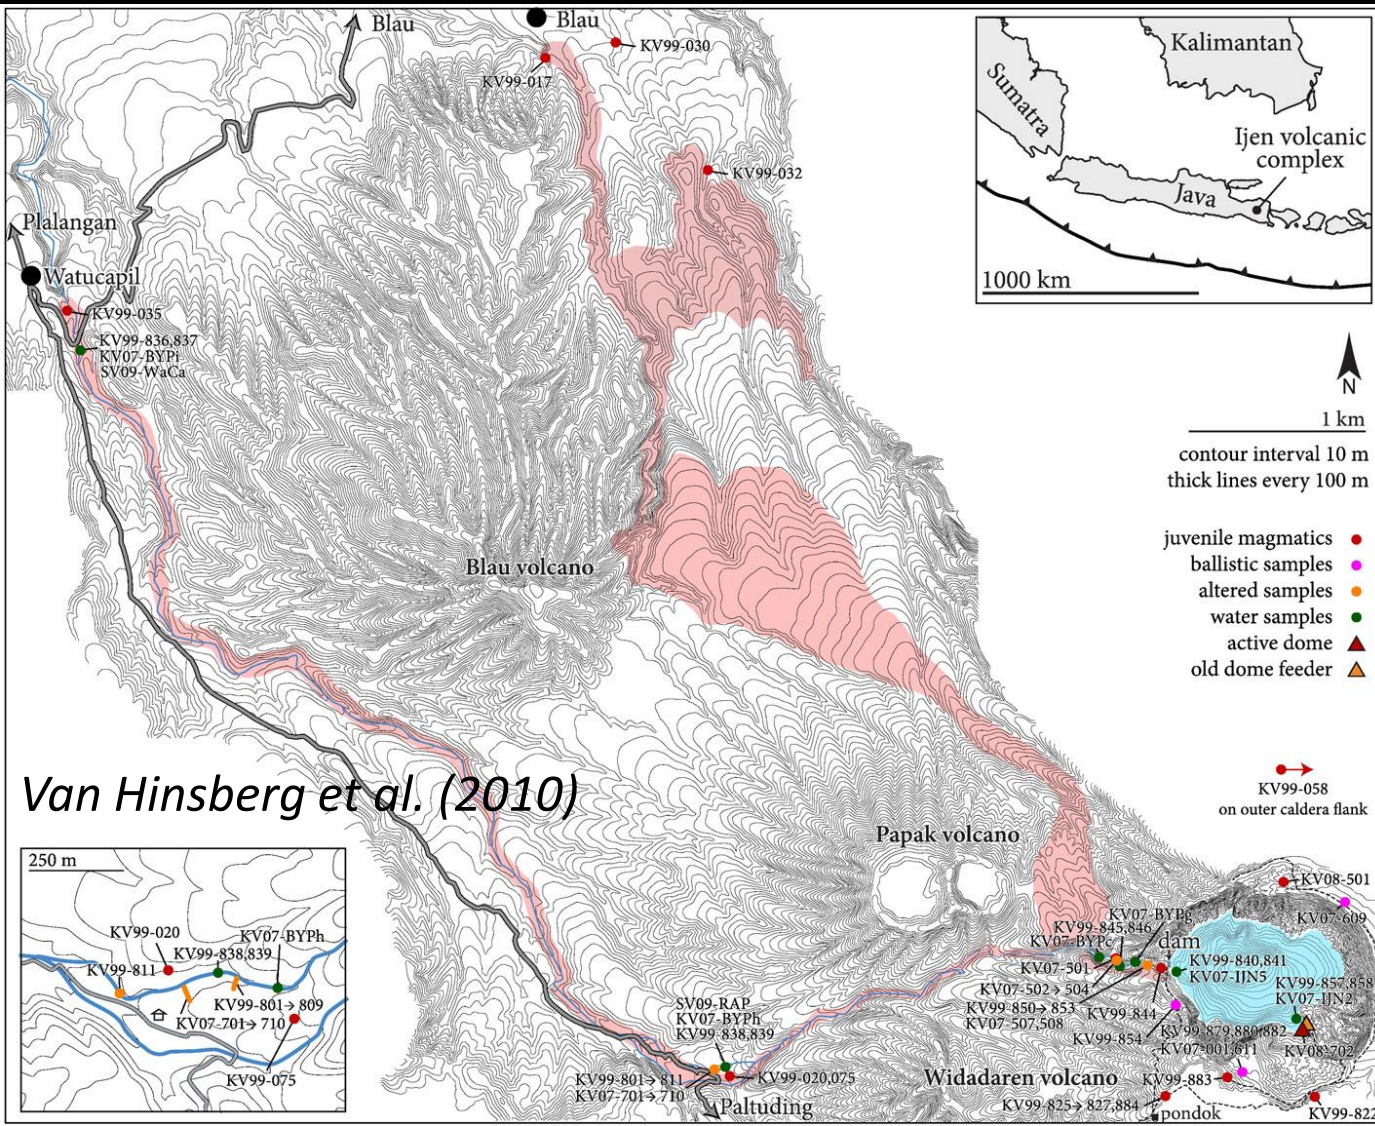 Blau
Blau
KV99-030
KV99-017
KV99-032
Plalangan
Watucapil
KV99-035
KV99-836,837
KV07-BYPi
SV09-WaCa
Blau volcano
Kalimantan
Sumatra
Ijen volcanic
complex
Java
1000 km
N
1 km
contour interval 10 m
thick lines every 100 m
juvenile magmatics
ballistic samples
altered samples
water samples
active dome
old dome feeder
KV99-058
on outer caldera flank
Van Hinsberg et al. (2010)
Papak volcano
KV08-501
KV07-609
KV07-BYPg
KV99-845,846
KV07-BYPc
dam
KV07-501
KV99-840,841
KV07-IJN5
KV07-502→504
KV99-850→853
KV07-507,508
KV99-844
KV99-854
KV99-857,858
KV07-IJN2
KV99-879,880,882
KV07-001,611
KV08-702
SV09-RAP
KV07-BYPh
KV99-838,839
KV99-801→811
KV07-701→710
KV99-020,075
Paltuding
Widadaren volcano
KV99-883
KV99-825→827,884
pondok
KV99-822
250 m
KV99-020
KV07-BYPh
KV99-838,839
KV99-811
KV99-801→809
KV07-701→710
KV99-075